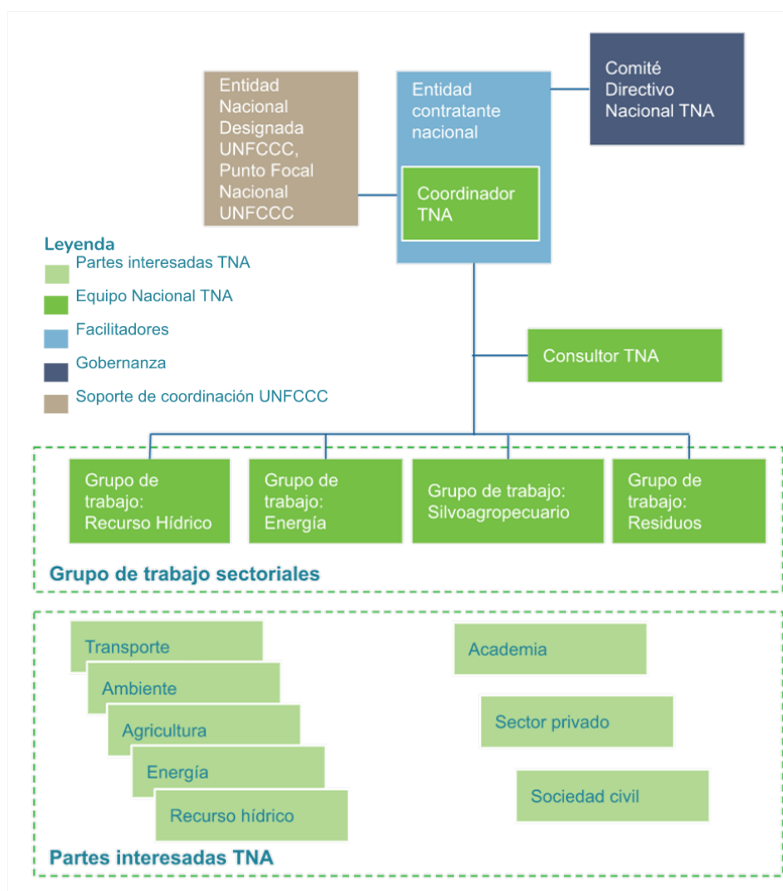 Entidad
Nacional
Designada
UNFCCC,
Punto Focal
Nacional
UNFCCC
Entidad
contratante
nacional
Coordinador
TNA
Comité
Directivo
Nacional TNA
Leyenda
Partes interesadas TNA
Equipo Nacional TNA
Facilitadores
Gobernanza
Soporte de coordinación UNFCCC
Consultor TNA
Grupo de
trabajo:
Recurso Hídrico
Grupo de
trabajo:
Energía
Grupo de trabajo:
Silvoagropecuario
Grupo de
trabajo:
Residuos
Grupo de trabajo sectoriales
Transporte
Ambiente
Agricultura
Energía
Recurso hídrico
Academia
Sector privado
Sociedad civil
Partes interesadas TNA